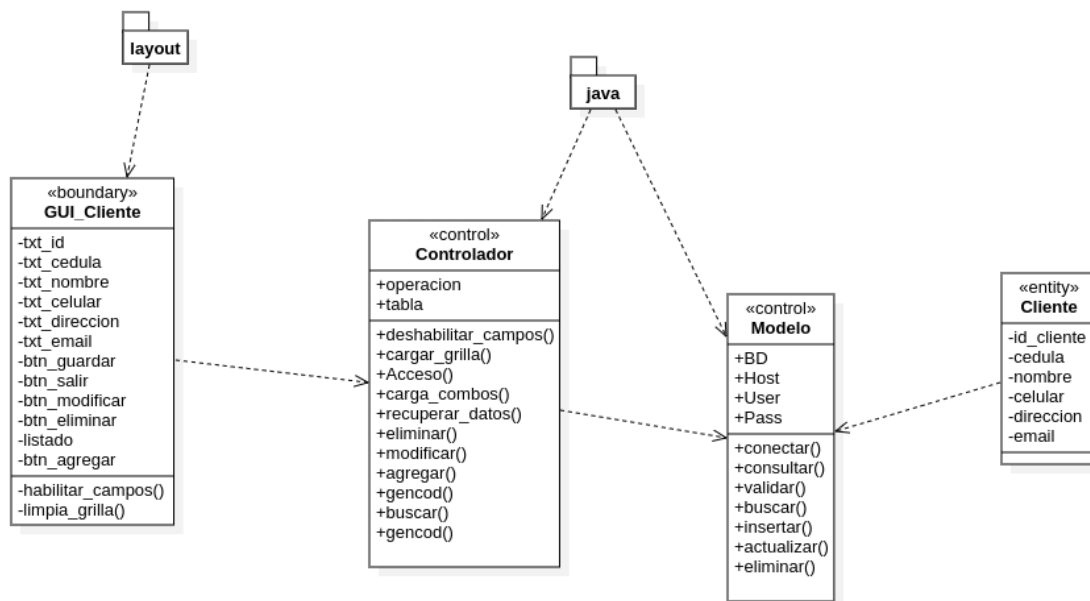 layout
java
«boundary»
GUI_Cliente
-txt_id
-txt_cedula
-txt_nombre
-txt_celular
-txt_direccion
-txt_email
-btn_guardar
-btn_salir
-btn_modificar
-btn_eliminar
-listado
-btn_agregar
-habilitar_campos()
-limpia_grilla()
«control»
Controlador
+operacion
+tabla
+deshabilitar_campos()
+cargar_grilla()
+Acceso()
+carga_combos()
+recuperar_datos()
+eliminar()
+modificar()
+agregar()
+gencod()
+buscar()
+gencod()
«control»
Modelo
+BD
+Host
+User
+Pass
+conectar()
+consultar()
+validar()
+buscar()
+insertar()
+actualizar()
+eliminar()
«entity»
Cliente
-id_cliente
-cedula
-nombre
-celular
-direccion
-email